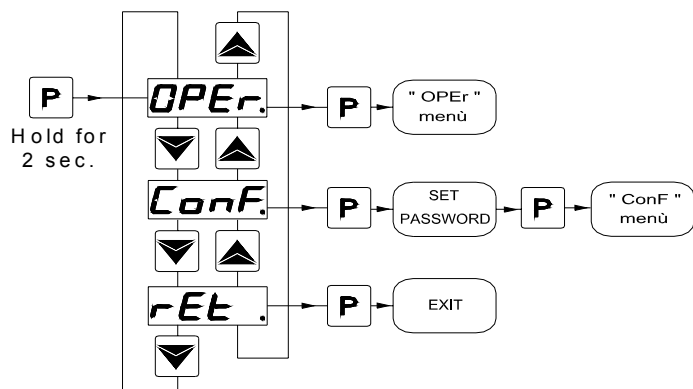 OPEr.
P
P
" OPEr "
menù
Hold for
2 sec.
ConF.
P
SET
PASSWORD
P
" ConF "
menù
rEt .
P
EXIT